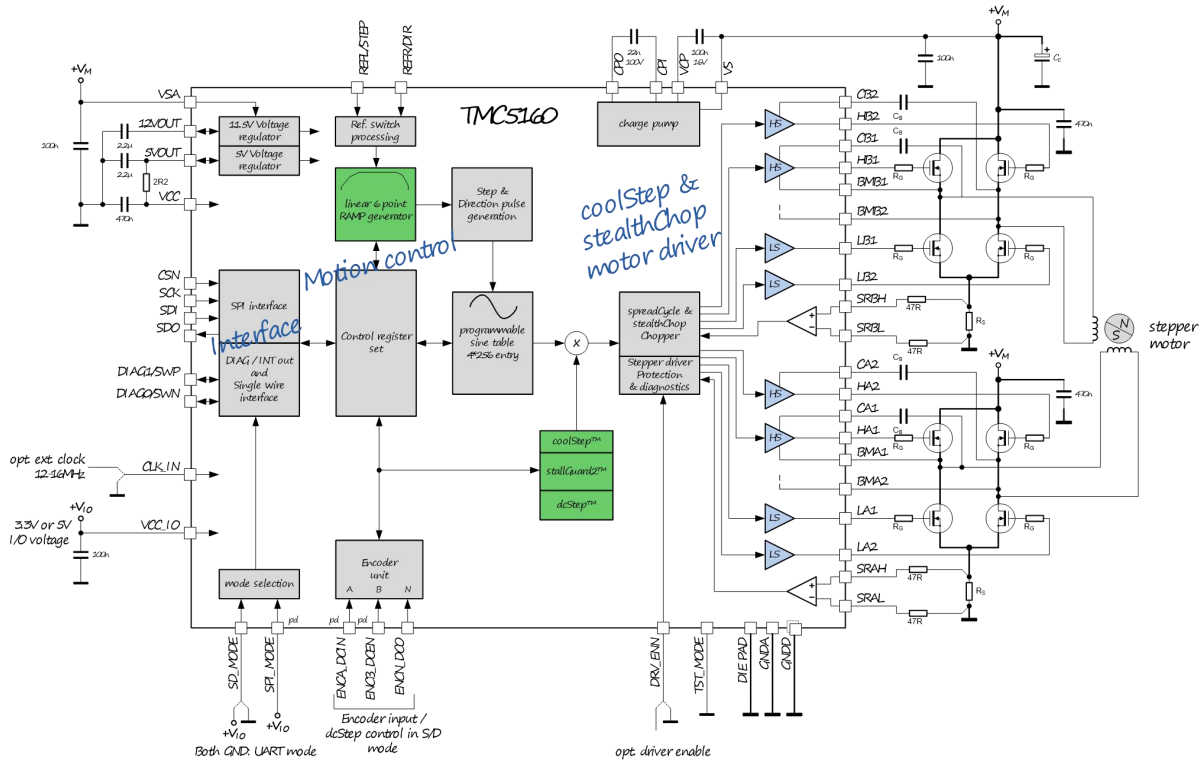 +VM
+VM
REFL/STEP
REFR/DIR
22n
100V
100n
16V
CPO
CPI
VCP
VS
100n
CE
VSA
TMC5160
CB2
HB2
CB
470n
12VOUT
11.5V Voltage
regulator
Ref. switch
processing
charge pump
HS
CB1
CB
100n
2.2µ
5VOUT
5V Voltage
regulator
HS
HB1
RG
RG
2.2µ
2R2
BMB1
VCC
470n
linear 6 point
RAMP generator
Step &
Direction pulse
generation
coolStep &
stealthChop
motor driver
BMB2
Motion control
LS
LB1
RG
RG
LS
LB2
CSN
SCK
SDI
SDO
SPI interface
Interface
DIAG / INT out
and
Single wire
interface
Control register
set
programmable
sine table
4*256 entry
x
spreadCycle &
stealthChop
Chopper
Stepper driver
Protection
& diagnostics
SRBH
47R
+
-
RS
SRBL
47R
N
S
stepper
motor
+VM
DIAG1/SWP
DIAG0/SWN
CA2
CB
HS
HA2
470n
CA1
CB
HS
HA1
RG
RG
coolStep™
stallGuard2™
dcStep™
BMA1
BMA2
opt. ext. clock
12-16MHz
CLK_IN
+VIO
3.3V or 5V
I/O voltage
VCC_IO
100n
LS
LA1
RG
RG
LS
LA2
mode selection
Encoder
unit
A
B
N
SRAH
47R
+
-
RS
SRAL
47R
pd
pd
pd
SD_MODE
SPI_MODE
ENCA_DCIN
ENCB_DCEN
ENCN_DCO
DRV_ENN
TST_MODE
DIE PAD
GNDA
GNDD
+VIO
+VIO
Both GND: UART mode
Encoder input /
dcStep control in S/D
mode
opt. driver enable